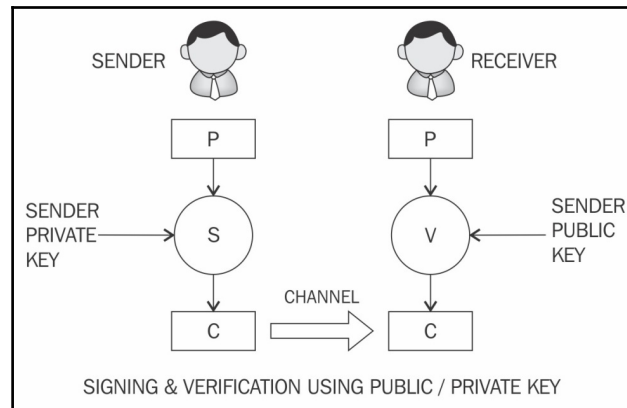 SENDER
RECEIVER
P
P
SENDER
PRIVATE
KEY
S
V
SENDER
PUBLIC
KEY
CHANNEL
C
C
SIGNING & VERIFICATION USING PUBLIC / PRIVATE KEY